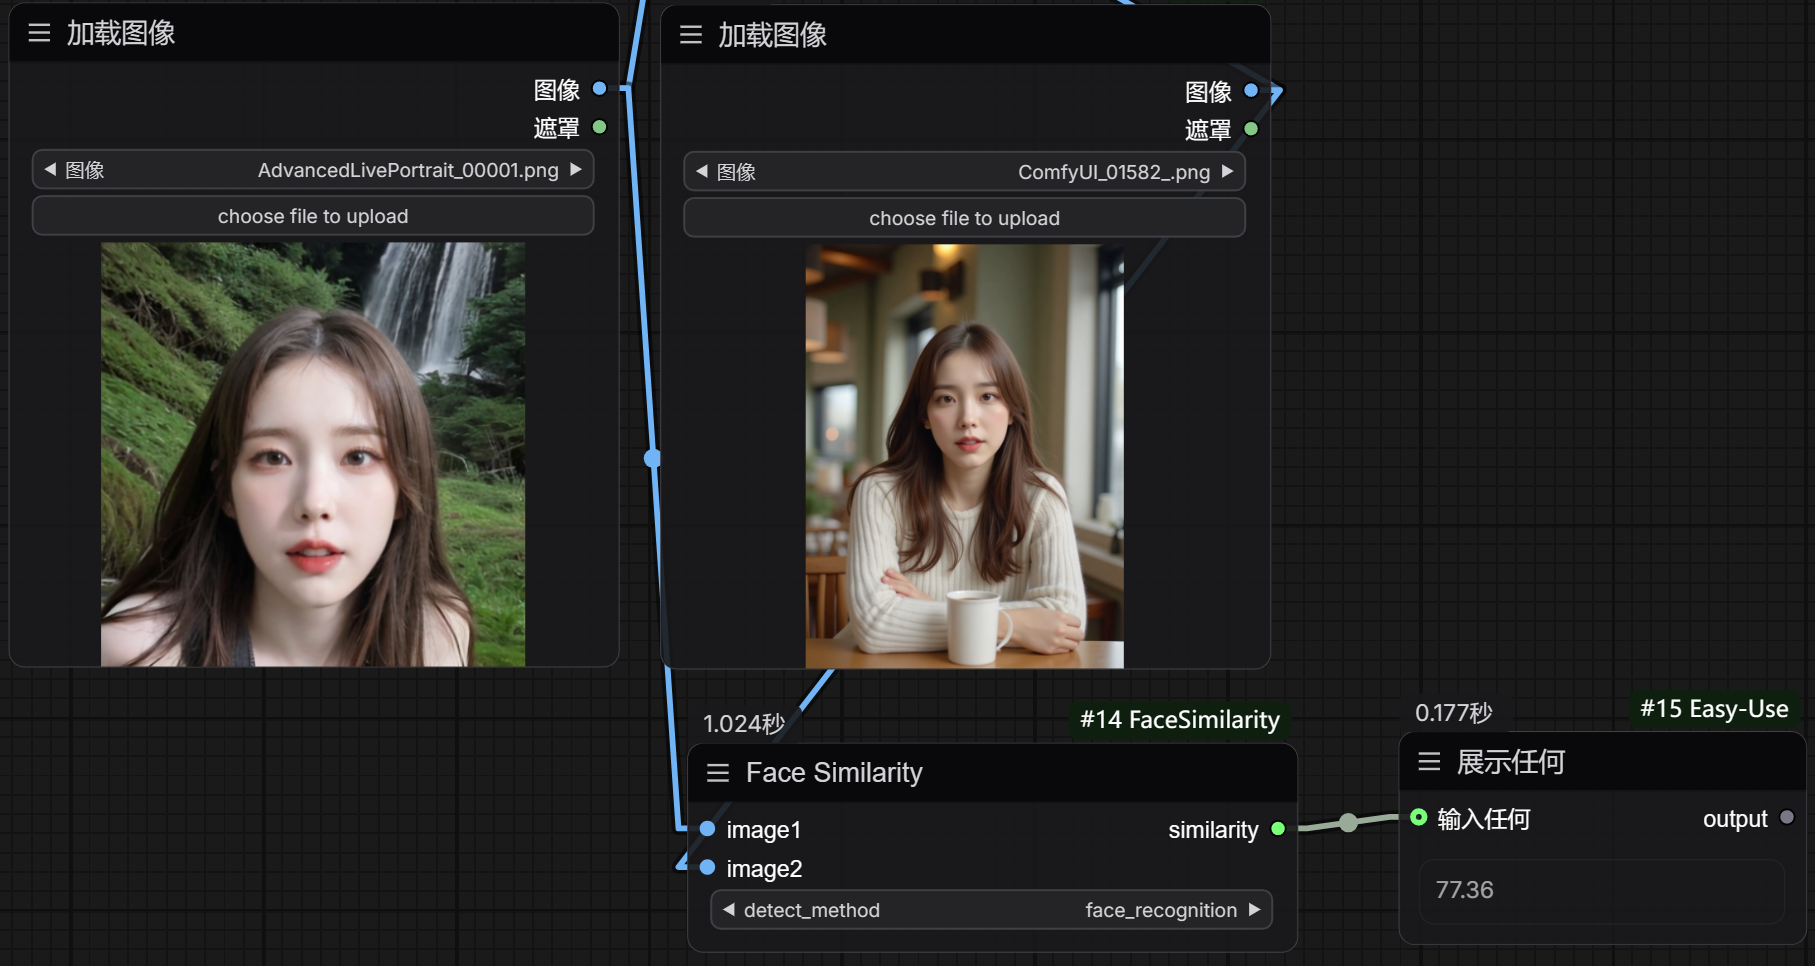 加载图像
图像
遮罩
图像 AdvancedLivePortrait_00001.png
choose file to upload
加载图像
图像
遮罩
图像 ComfyUI_01582_.png
choose file to upload
1.024秒
#14 FaceSimilarity
Face Similarity
image1 similarity
image2
detect_method face_recognition
0.177秒
#15 Easy-Use
展示任何
输入任何 output
77.36